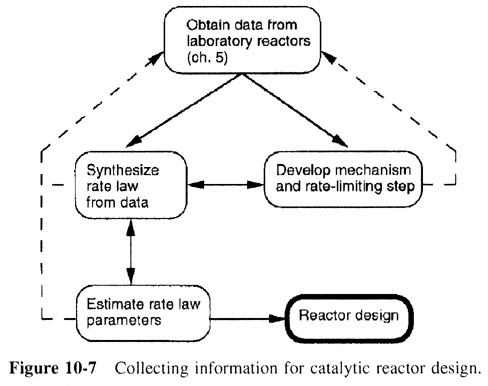 Obtain data from
laboratory reactors
(ch. 5)
Synthesize
rate law
from data
Develop mechanism
and rate-limiting step
Estimate rate law
parameters
Reactor design
Figure 10-7 Collecting information for catalytic reactor design.